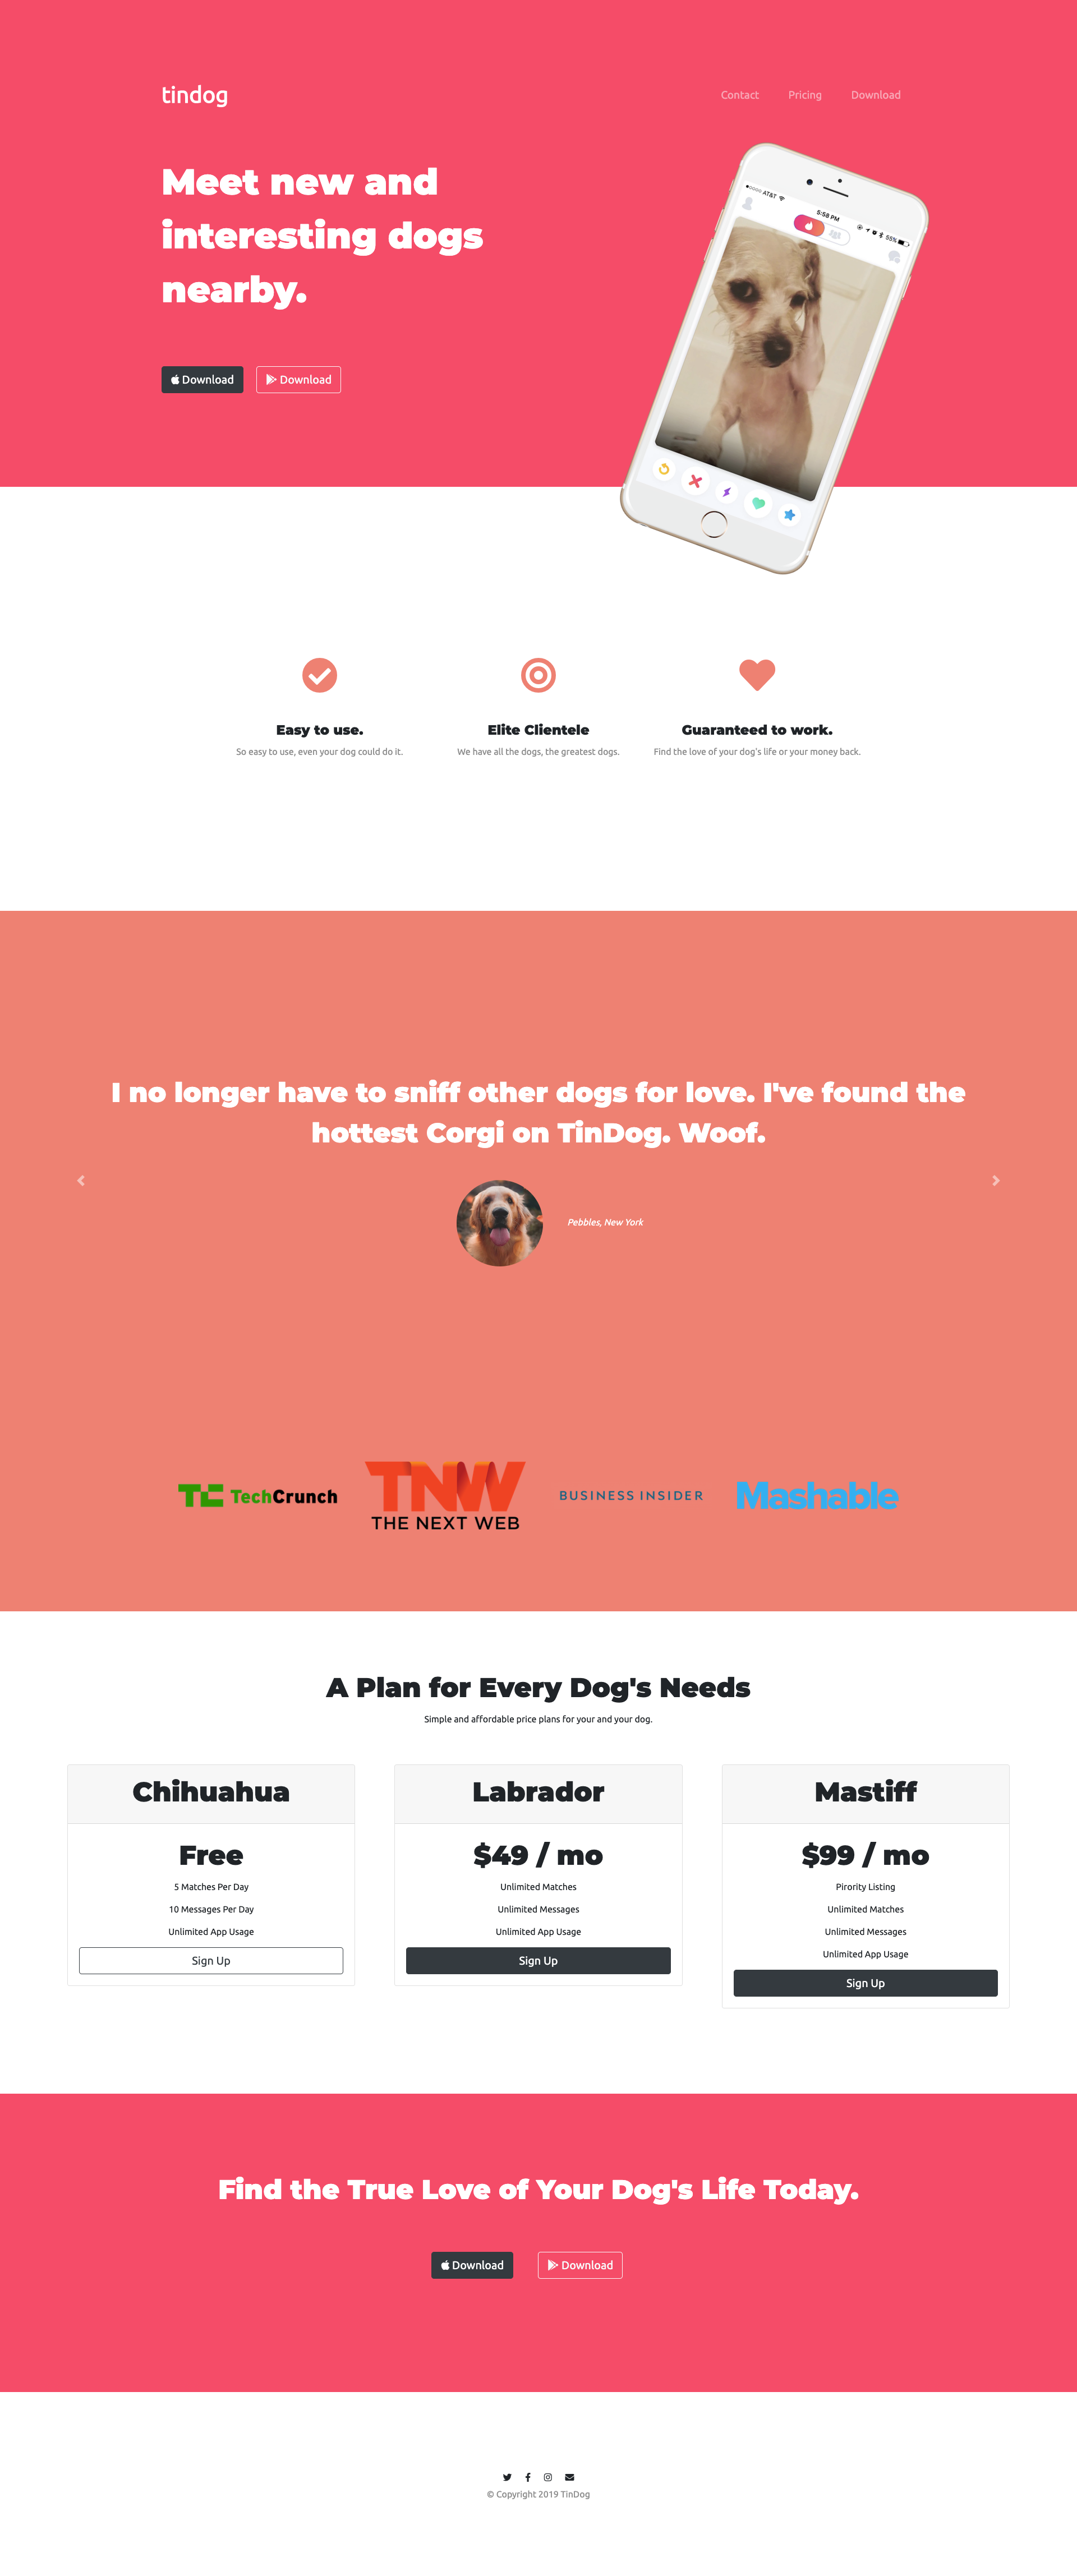 tindog
Contact Pricing Download
Meet new and
interesting dogs
nearby.
AT&T 5:58 PM 55%
Download Download
Easy to use. Elite Clientele Guaranteed to work.
So easy to use, even your dog could do it. We have all the dogs, the greatest dogs. Find the love of your dog's life or your money back.
I no longer have to sniff other dogs for love. I've found the
hottest Corgi on TinDog. Woof.
Pebbles, New York
TC TechCrunch
TNW
THE NEXT WEB
BUSINESS INSIDER
Mashable
A Plan for Every Dog's Needs
Simple and affordable price plans for your and your dog.
Chihuahua
Free
5 Matches Per Day
10 Messages Per Day
Unlimited App Usage
Sign Up
Labrador
$49 / mo
Unlimited Matches
Unlimited Messages
Unlimited App Usage
Sign Up
Mastiff
$99 / mo
Pirority Listing
Unlimited Matches
Unlimited Messages
Unlimited App Usage
Sign Up
Find the True Love of Your Dog's Life Today.
Download Download
© Copyright 2019 TinDog